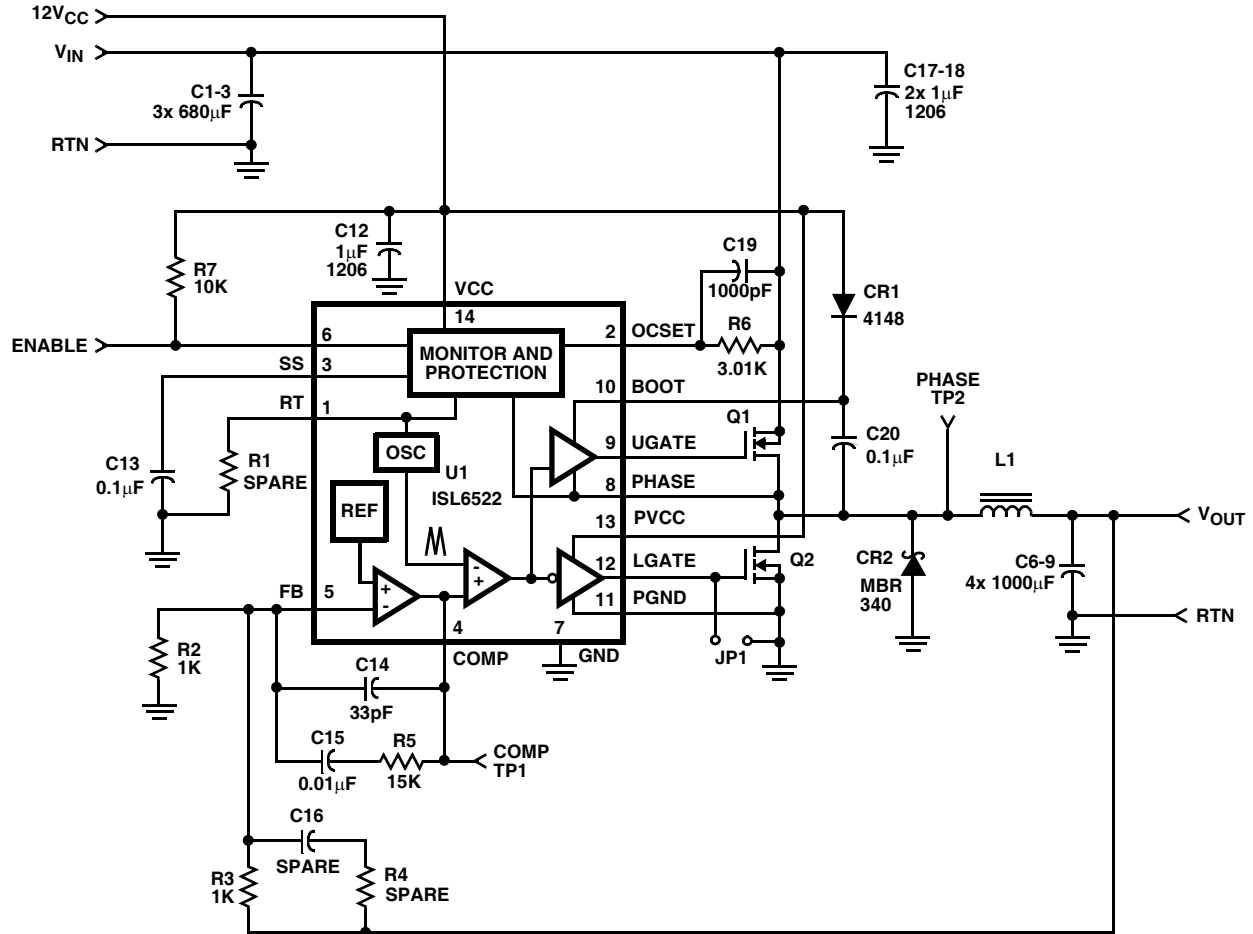 12VCC
VIN
C1-3
3x 680µF
RTN
C17-18
2x 1µF
1206
C12
1µF
1206
R7
10K
VCC
14
C19
1000pF
R6
3.01K
CR1
4148
ENABLE
6
MONITOR AND
PROTECTION
2
OCSET
SS
3
10
BOOT
PHASE
TP2
RT
1
OSC
U1
ISL6522
9
UGATE
Q1
C20
0.1µF
L1
C13
0.1µF
R1
SPARE
REF
8
PHASE
13
PVCC
VOUT
12
LGATE
Q2
CR2
MBR
340
C6-9
4x 1000µF
FB
5
+
-
-
+
11
PGND
RTN
4
COMP
7
GND
JP1
R2
1K
C14
33pF
C15
0.01µF
R5
15K
COMP
TP1
C16
SPARE
R3
1K
R4
SPARE